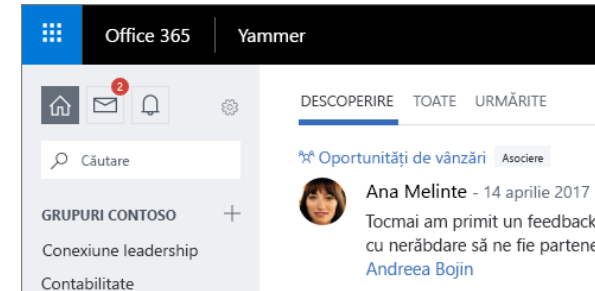 Office 365 Yammer
2
DESCOPERIRE TOATE URMĂRITE
Căutare
GRUPURI CONTOSO
Conexiune leadership
Contabilitate
Oportunități de vânzări Asociere
Ana Melinte - 14 aprilie 2017
Tocmai am primit un feedback
cu nerăbdare să ne fie partene
Andreea Bojin